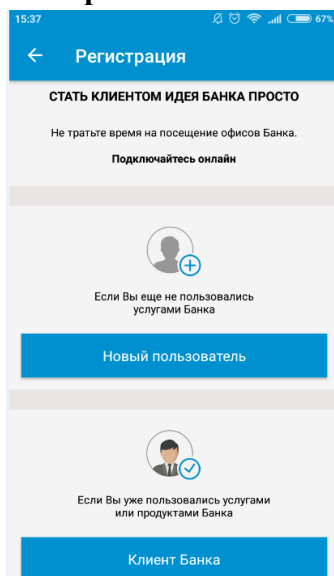 15:37
67%
Регистрация
СТАТЬ КЛИЕНТОМ ИДЕЯ БАНКА ПРОСТО
Не тратьте время на посещение офисов Банка.
Подключайтесь онлайн
Если Вы еще не пользовались
услугами Банка
Новый пользователь
Если Вы уже пользовались услугами
или продуктами Банка
Клиент Банка